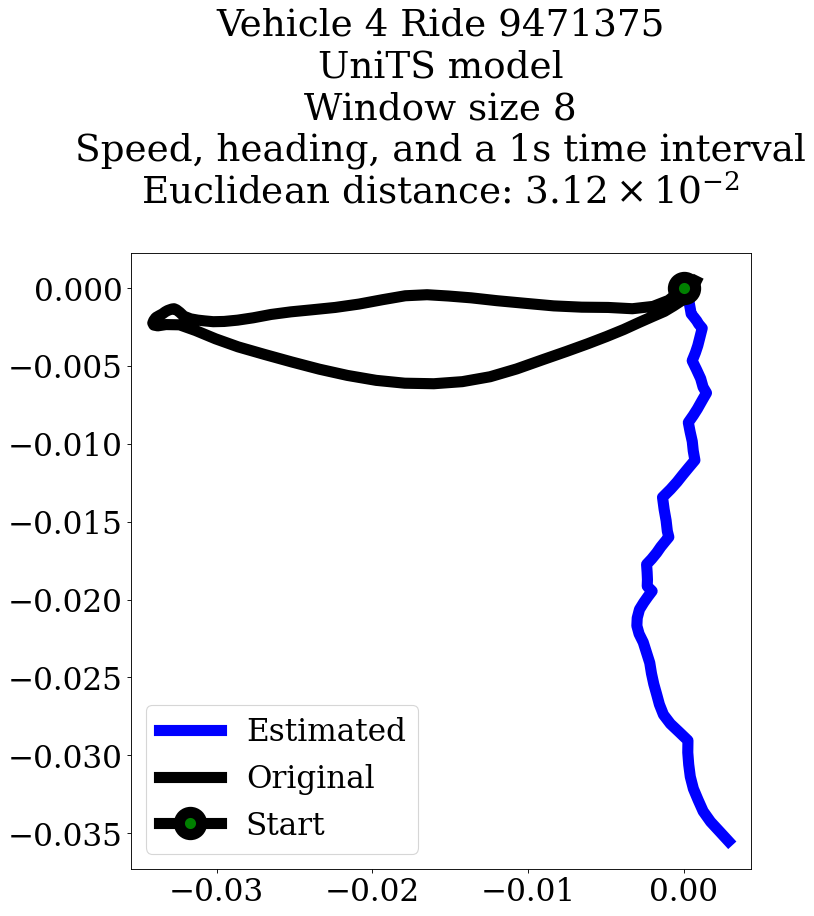 Vehicle 4 Ride 9471375
UniTS model
Window size 8
Speed, heading, and a 1s time interval
Euclidean distance: 3.12 × 10⁻²
0.000
−0.005
−0.010
−0.015
−0.020
−0.025
−0.030
−0.035
Estimated
Original
Start
−0.03 −0.02 −0.01 0.00